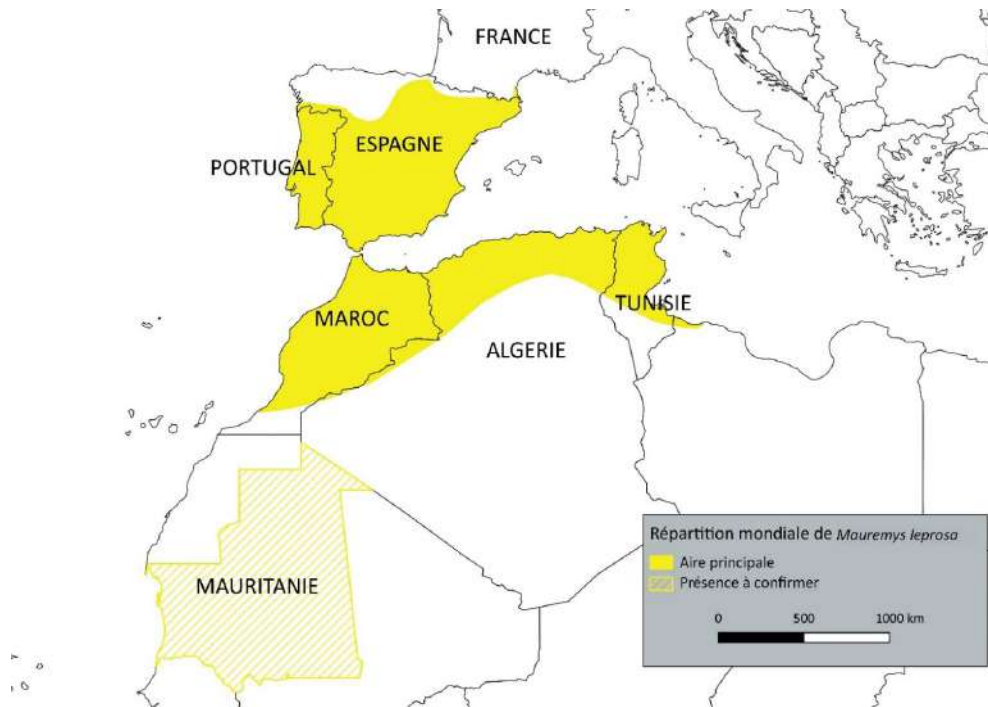 FRANCE
ESPAGNE
PORTUGAL
TUNISIE
MAROC
ALGERIE
MAURITANIE
Répartition mondiale de Mauremys leprosa
Aire principale
Présence à confirmer
0 500 1000 km